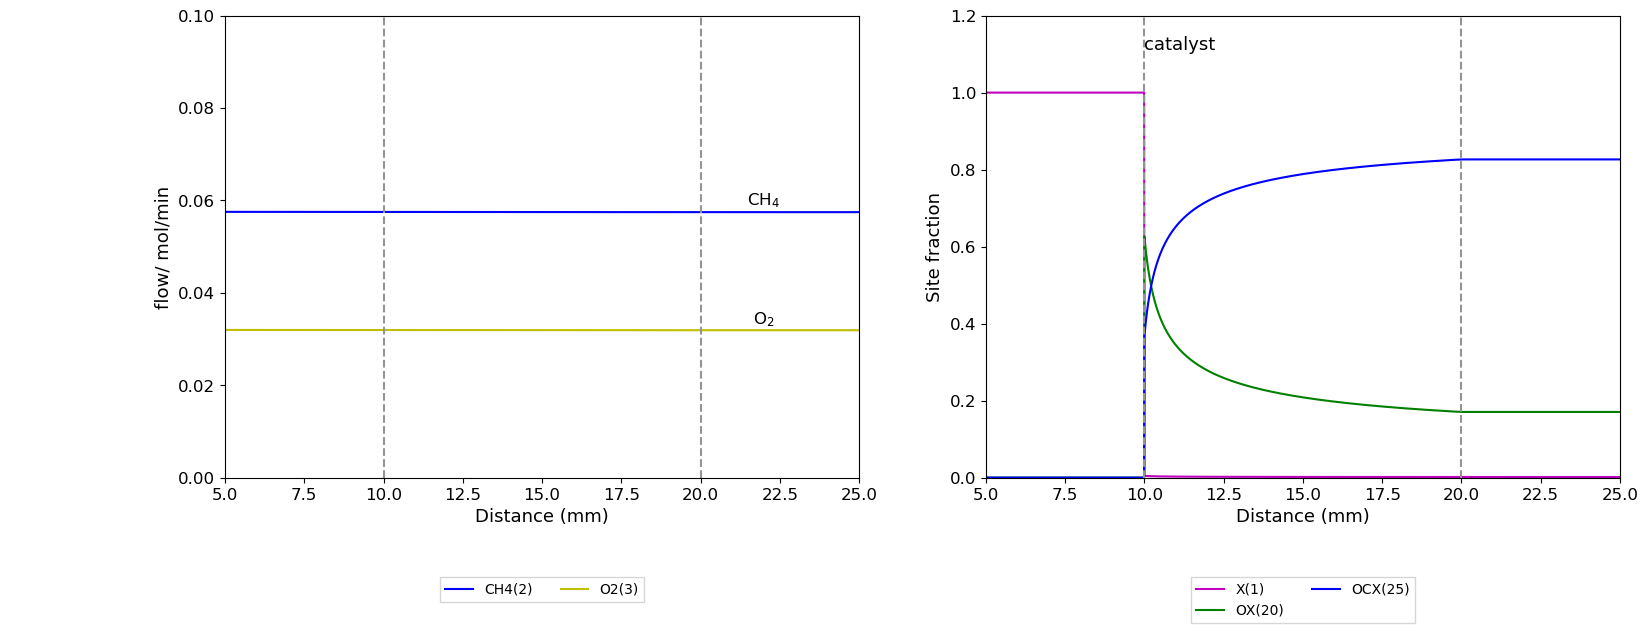 0.10
0.08
0.06
0.04
0.02
0.00
flow/ mol/min
CH₄
O₂
5.0 7.5 10.0 12.5 15.0 17.5 20.0 22.5 25.0
Distance (mm)
CH4(2) O2(3)
1.2
1.0
0.8
0.6
0.4
0.2
0.0
Site fraction
catalyst
5.0 7.5 10.0 12.5 15.0 17.5 20.0 22.5 25.0
Distance (mm)
X(1) OCX(25)
OX(20)